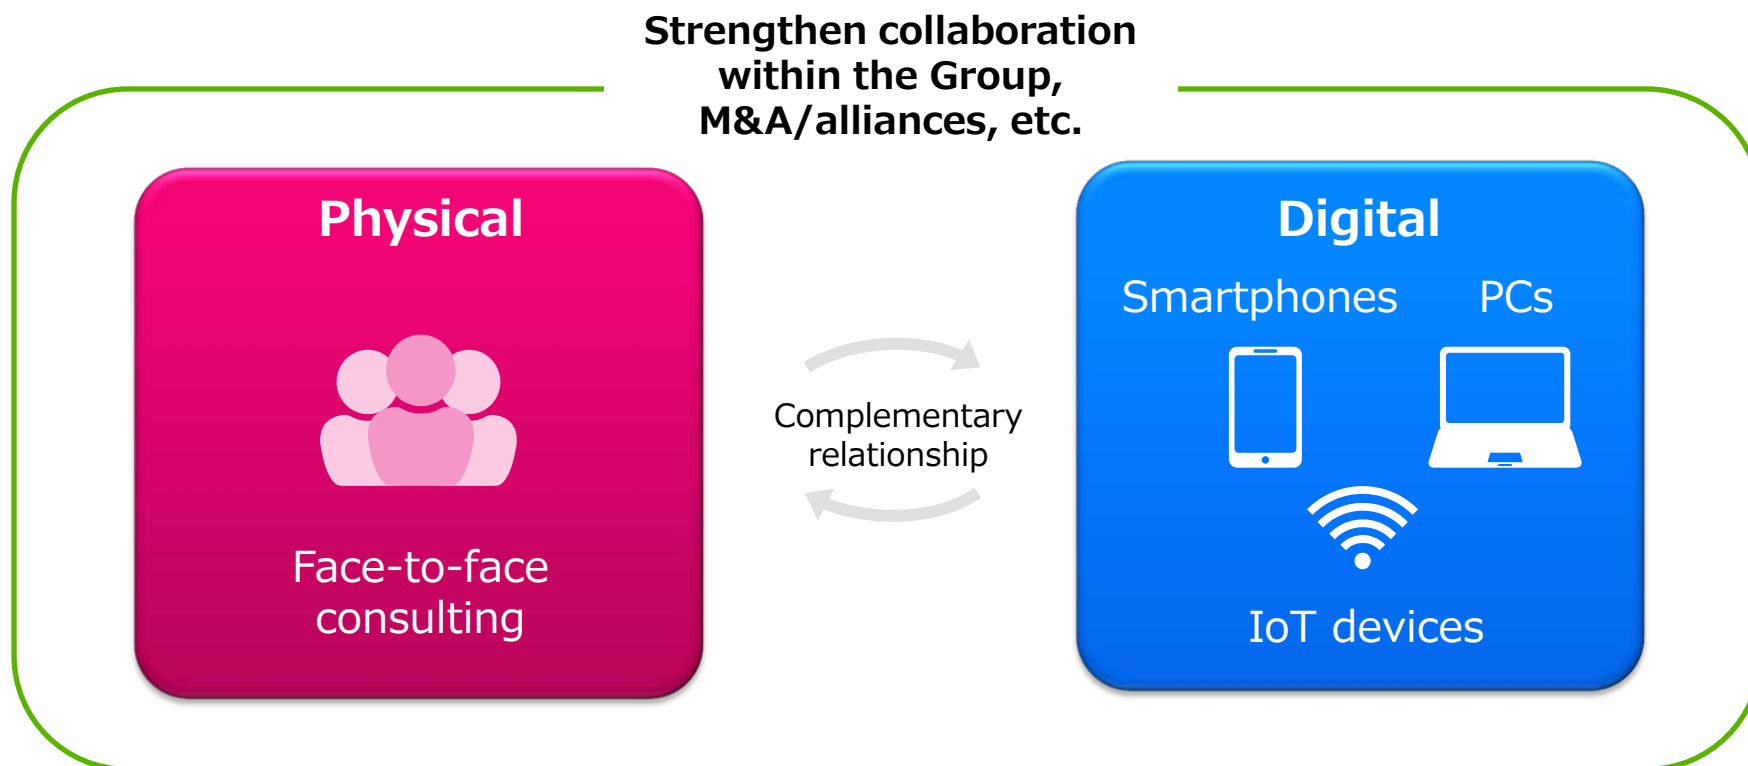 Strengthen collaboration
within the Group,
M&A/alliances, etc.
Physical
Face-to-face
consulting
Complementary
relationship
Digital
Smartphones
PCs
IoT devices